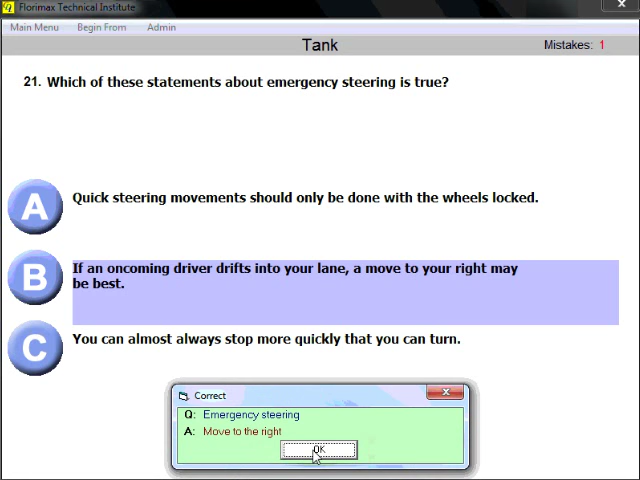 Florimax Technical Institute
Main Menu Begin From Admin
Tank Mistakes: 1
21. Which of these statements about emergency steering is true?
A Quick steering movements should only be done with the wheels locked.
B If an oncoming driver drifts into your lane, a move to your right may
be best.
C You can almost always stop more quickly that you can turn.
Correct
Q: Emergency steering
A: Move to the right
OK